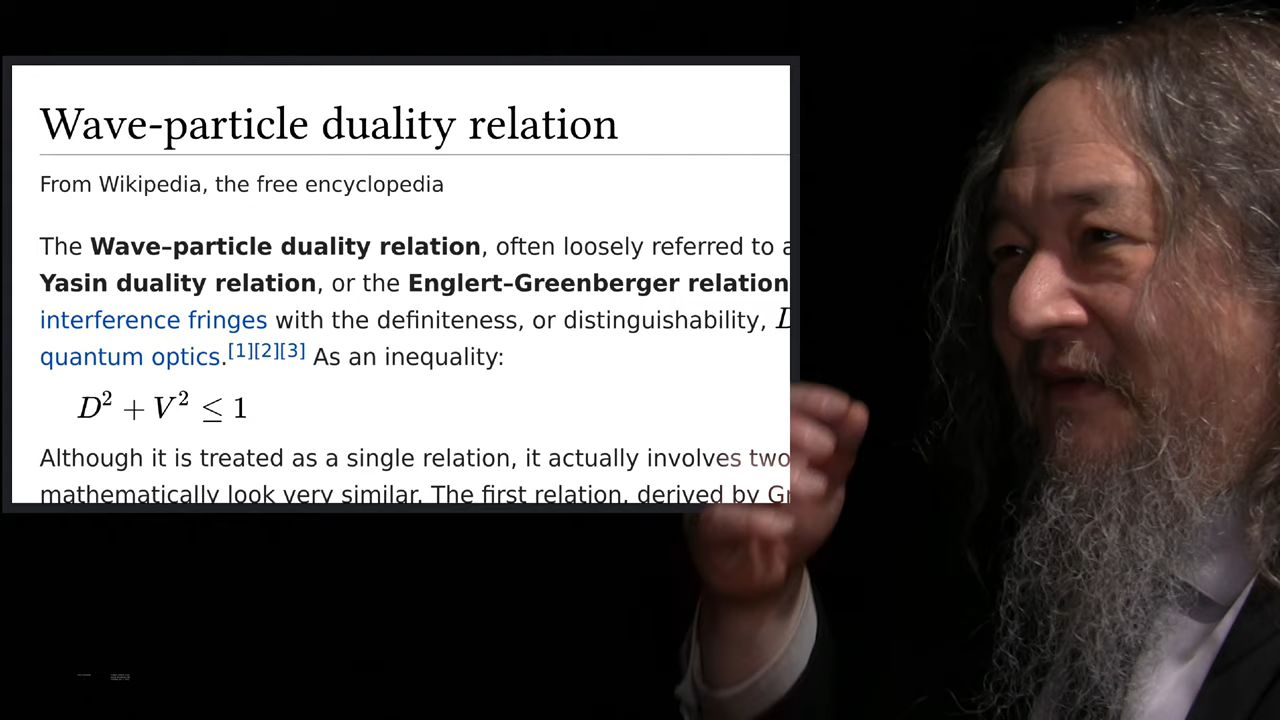 Wave-particle duality relation
From Wikipedia, the free encyclopedia
The Wave–particle duality relation, often loosely referred to a
Yasin duality relation, or the Englert–Greenberger relation
interference fringes with the definiteness, or distinguishability, D
quantum optics.[1][2][3] As an inequality:
D² + V² ≤ 1
Although it is treated as a single relation, it actually involves two
mathematically look very similar. The first relation, derived by Gr